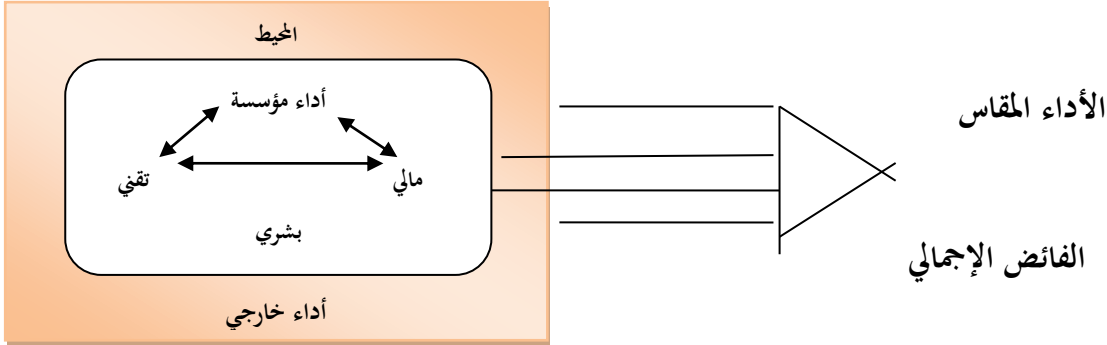 المحيط
أداء مؤسسة
تقني
مالي
بشري
أداء خارجي
الأداء المقاس
الفائض الإجمالي